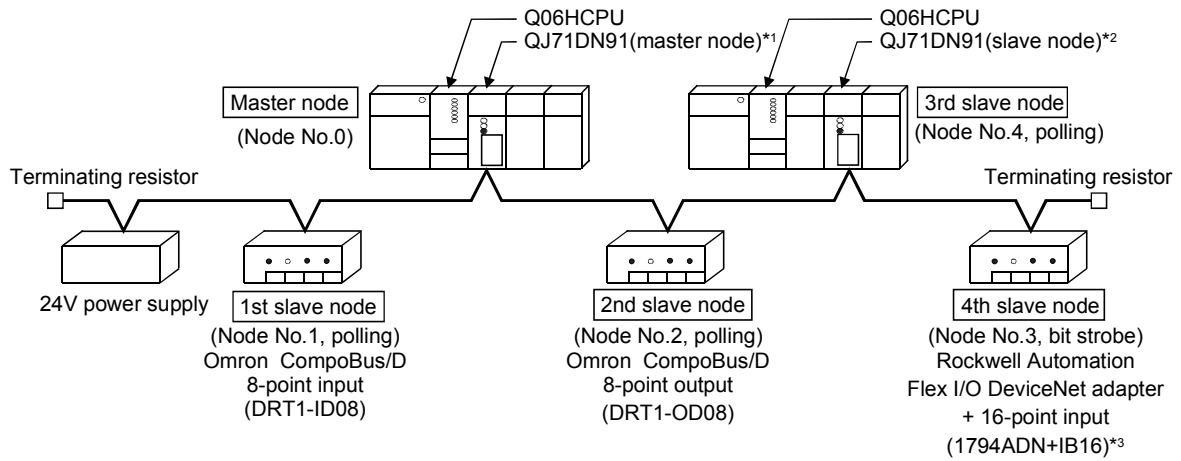 Q06HCPU
QJ71DN91(master node)*1
Q06HCPU
QJ71DN91(slave node)*2
Master node
(Node No.0)
3rd slave node
(Node No.4, polling)
Terminating resistor
Terminating resistor
24V power supply
1st slave node
(Node No.1, polling)
Omron CompoBus/D
8-point input
(DRT1-ID08)
2nd slave node
(Node No.2, polling)
Omron CompoBus/D
8-point output
(DRT1-OD08)
4th slave node
(Node No.3, bit strobe)
Rockwell Automation
Flex I/O DeviceNet adapter
+ 16-point input
(1794ADN+IB16)*3